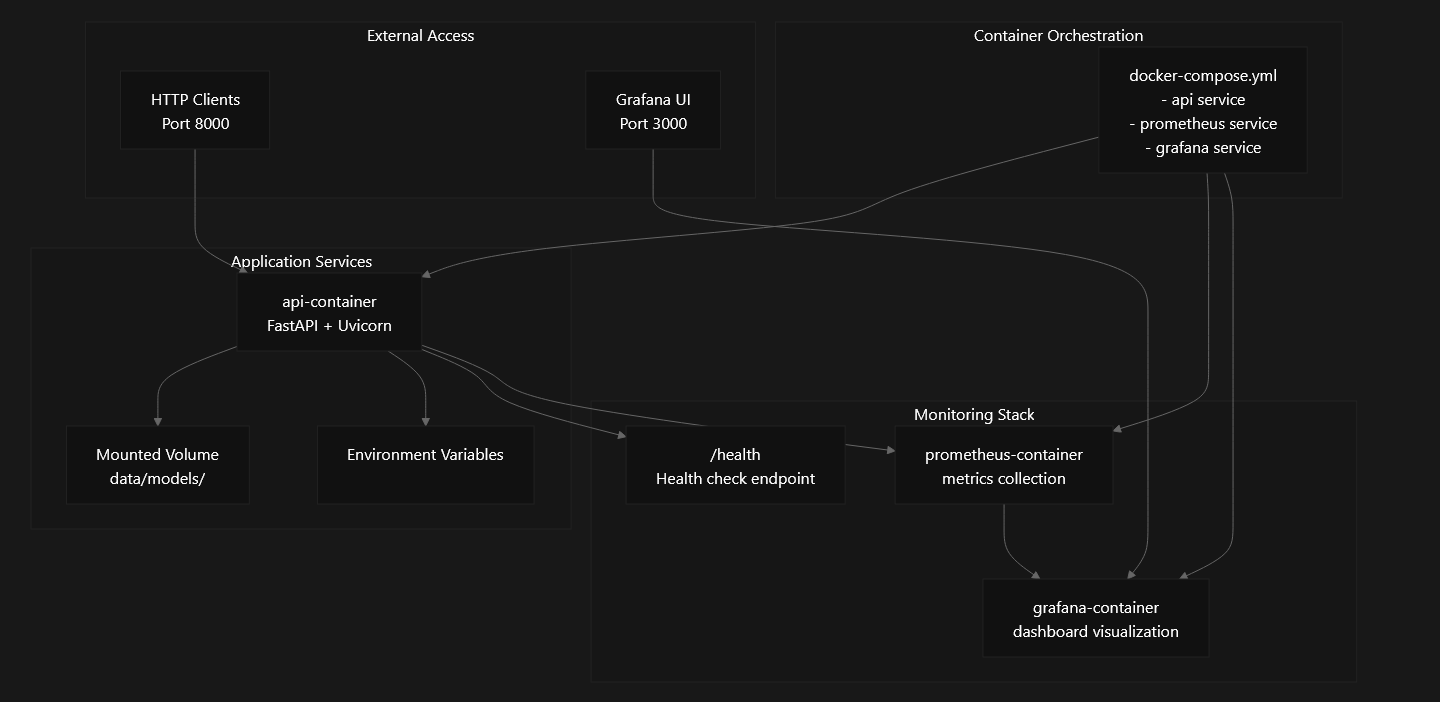 External Access
HTTP Clients
Port 8000
Grafana UI
Port 3000
Container Orchestration
docker-compose.yml
- api service
- prometheus service
- grafana service
Application Services
api-container
FastAPI + Uvicorn
Mounted Volume
data/models/
Environment Variables
Monitoring Stack
/health
Health check endpoint
prometheus-container
metrics collection
grafana-container
dashboard visualization